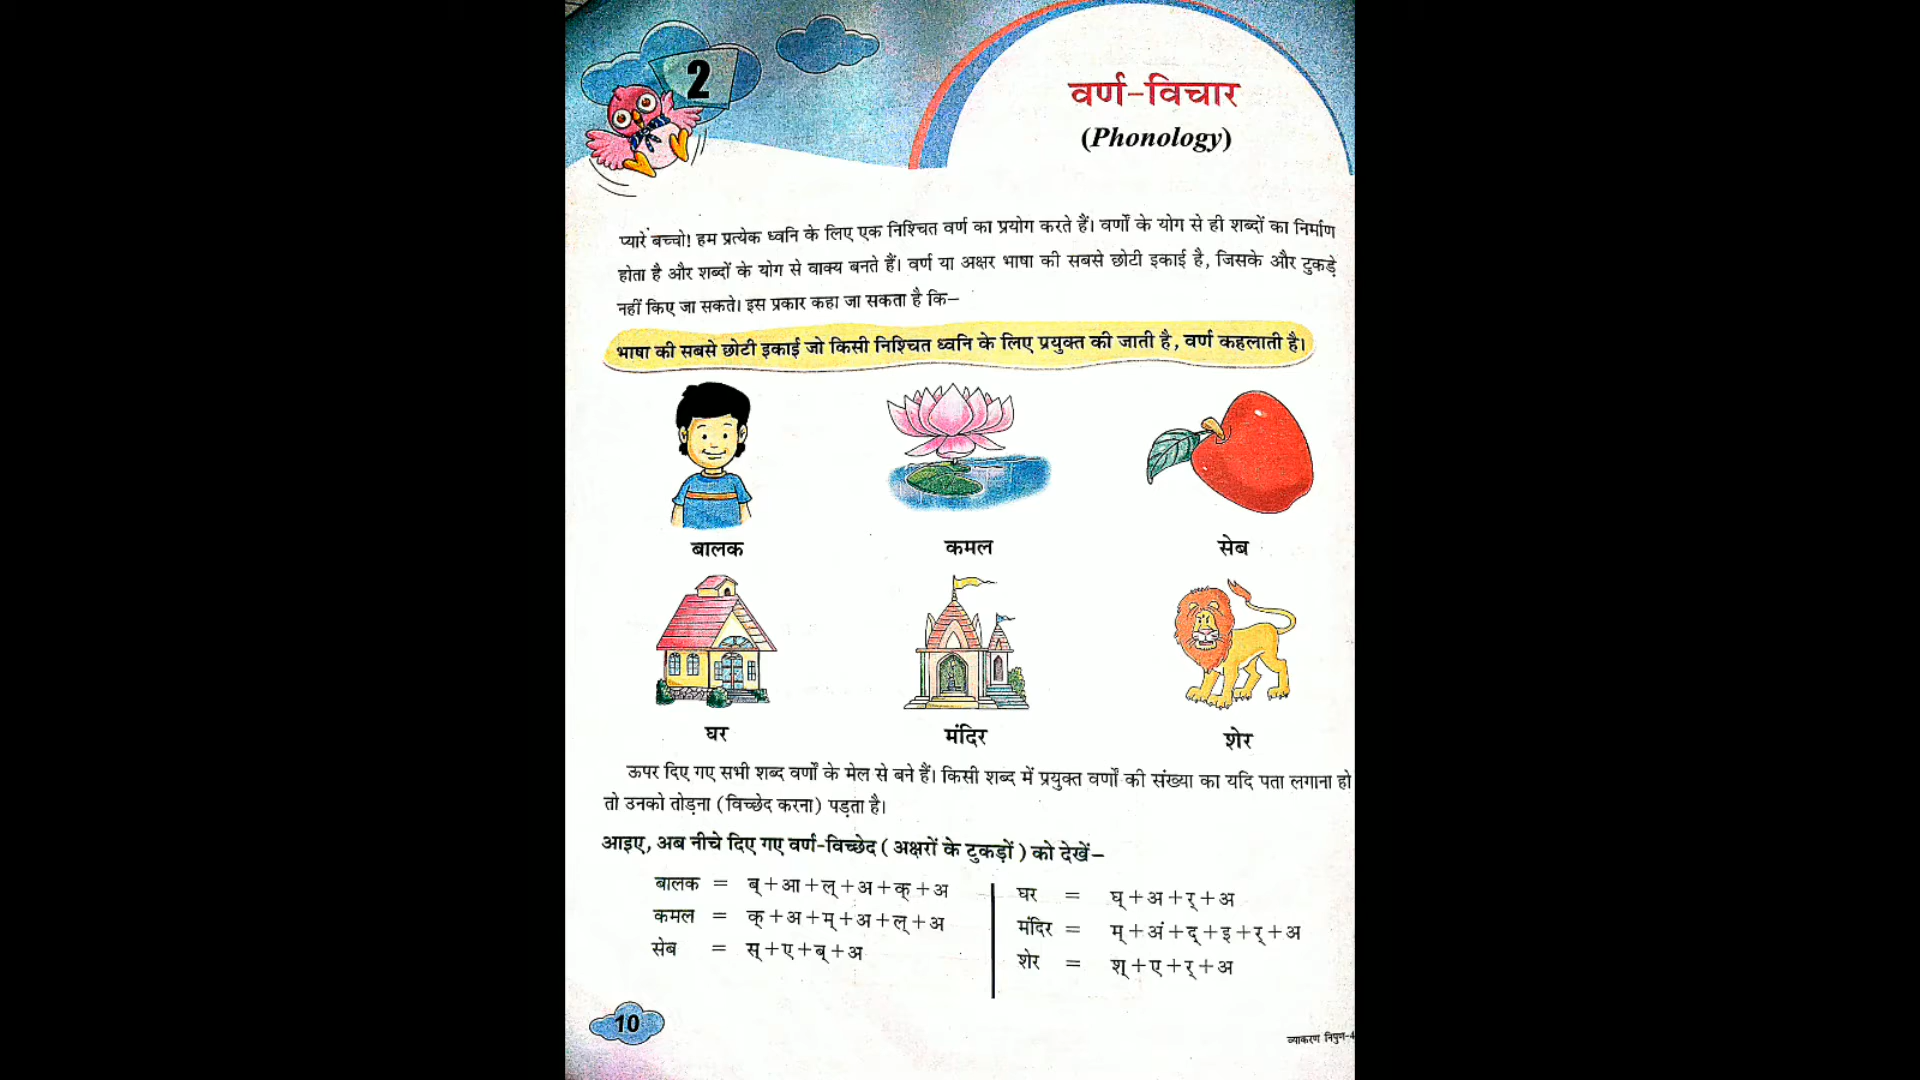 2
वर्ण-विचार
(Phonology)
प्यारे बच्चो! हम प्रत्येक ध्वनि के लिए एक निश्चित वर्ण का प्रयोग करते हैं। वर्णों के योग से ही शब्दों का निर्माण
होता है और शब्दों के योग से वाक्य बनते हैं। वर्ण या अक्षर भाषा की सबसे छोटी इकाई है, जिसके और टुकड़े
नहीं किए जा सकते। इस प्रकार कहा जा सकता है कि–
भाषा की सबसे छोटी इकाई जो किसी निश्चित ध्वनि के लिए प्रयुक्त की जाती है, वर्ण कहलाती है।
बालक कमल सेब
घर मंदिर शेर
ऊपर दिए गए सभी शब्द वर्णों के मेल से बने हैं। किसी शब्द में प्रयुक्त वर्णों की संख्या का यदि पता लगाना हो
तो उनको तोड़ना (विच्छेद करना) पड़ता है।
आइए, अब नीचे दिए गए वर्ण-विच्छेद ( अक्षरों के टुकड़ों ) को देखें–
बालक = ब्+आ+ल्+अ+क्+अ
कमल = क्+अ+म्+अ+ल्+अ
सेब = स्+ए+ब्+अ
घर = घ्+अ+र्+अ
मंदिर = म्+अं+द्+इ+र्+अ
शेर = श्+ए+र्+अ
10
व्याकरण निपुण-4